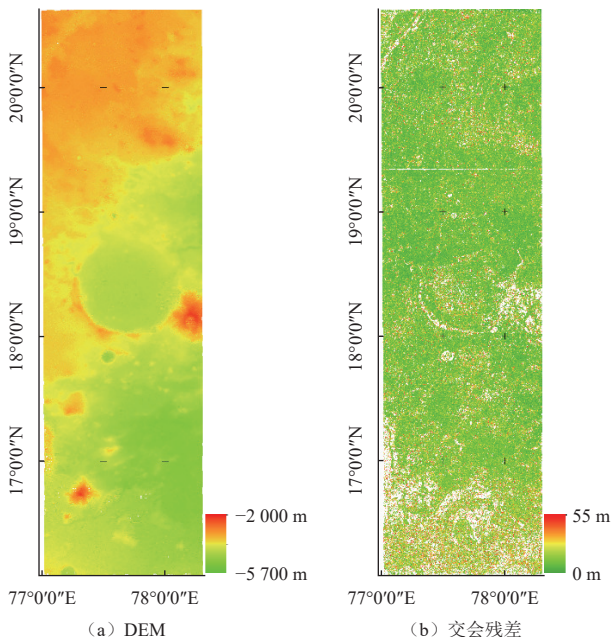 20°0′0″N
19°0′0″N
18°0′0″N
17°0′0″N
−2 000 m
−5 700 m
77°0′0″E
78°0′0″E
(a) DEM
20°0′0″N
19°0′0″N
18°0′0″N
17°0′0″N
55 m
0 m
77°0′0″E
78°0′0″E
(b) 交会残差